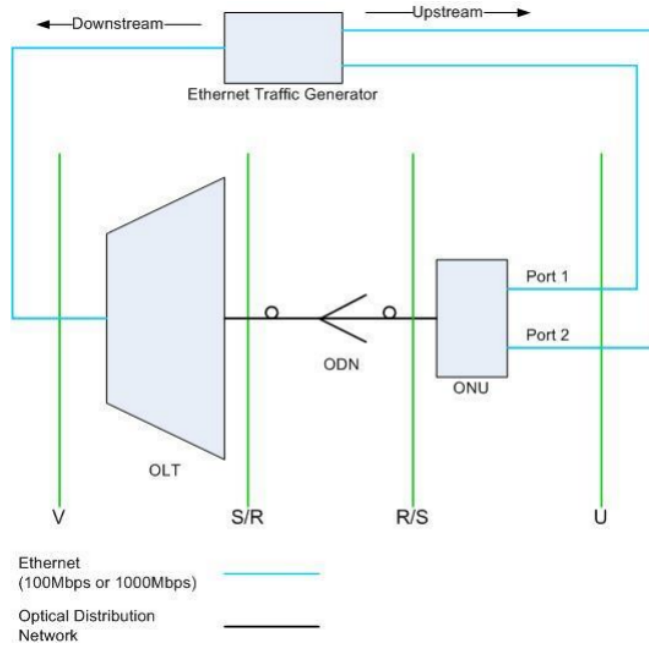 Downstream
Upstream
Ethernet Traffic Generator
Port 1
Port 2
ODN
ONU
OLT
V
S/R
R/S
U
Ethernet
(100Mbps or 1000Mbps)
Optical Distribution
Network